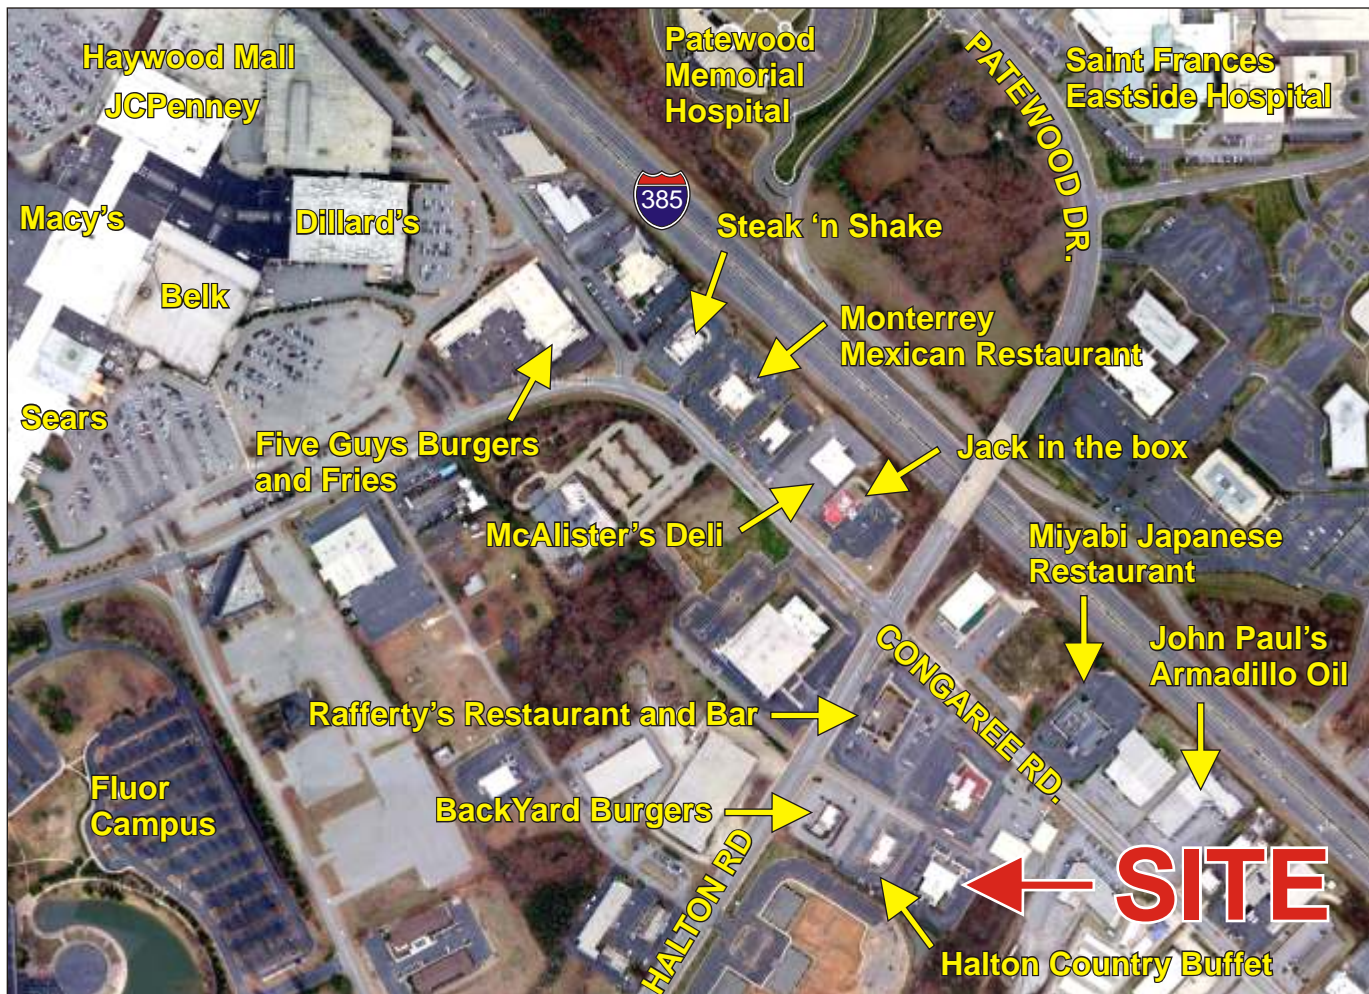 Haywood Mall
JCPenney
Patewood
Memorial
Hospital
PATEWOOD DR.
Saint Frances
Eastside Hospital
Macy's
Dillard's
385
Steak ‘n Shake
Belk
Monterrey
Mexican Restaurant
Sears
Five Guys Burgers
and Fries
Jack in the box
McAlister's Deli
Miyabi Japanese
Restaurant
CONGAREE RD.
John Paul's
Armadillo Oil
Rafferty's Restaurant and Bar
Fluor
Campus
BackYard Burgers
HALTON RD
SITE
Halton Country Buffet